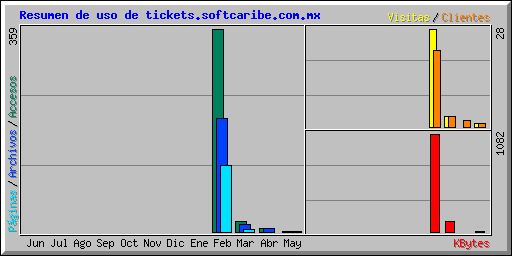 Resumen de uso de tickets.softcaribe.com.mx
Visitas/Clientes
359
28
1082
Páginas/Archivos/Accesos
Jun Jul Ago Sep Oct Nov Dic Ene Feb Mar Abr May
KBytes